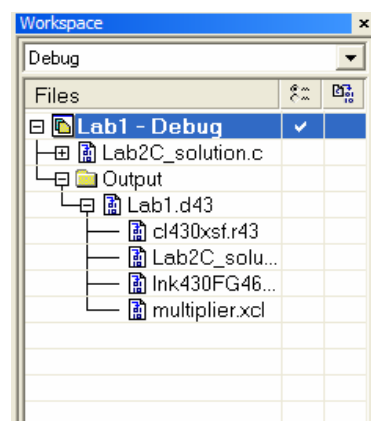 Workspace x
Debug
Files
Lab1 - Debug
Lab2C_solution.c
Output
Lab1.d43
cl430xsf.r43
Lab2C_solu...
lnk430FG46...
multiplier.xcl